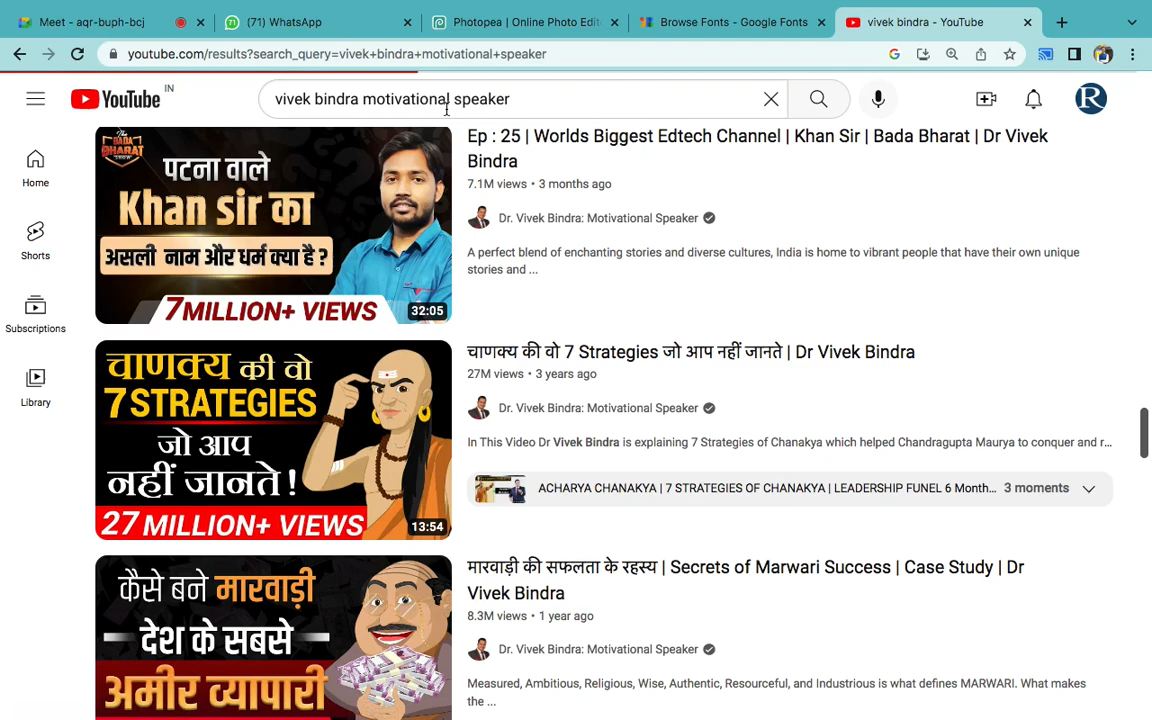 Meet - aqr-buph-bcj
(71) WhatsApp
Photopea | Online Photo Edit
Browse Fonts - Google Fonts
vivek bindra - YouTube
youtube.com/results?search_query=vivek+bindra+motivational+speaker
YouTube IN
vivek bindra motivational speaker
Home
Shorts
Subscriptions
Library
THE BADA BHARAT SHOW
पटना वाले
Khan sir का
असली नाम और धर्म क्या है ?
7MILLION+ VIEWS
32:05
Ep : 25 | Worlds Biggest Edtech Channel | Khan Sir | Bada Bharat | Dr Vivek
Bindra
7.1M views • 3 months ago
Dr. Vivek Bindra: Motivational Speaker
A perfect blend of enchanting stories and diverse cultures, India is home to vibrant people that have their own unique
stories and ...
चाणक्य की वो
7 STRATEGIES
जो आप
नहीं जानते !
27 MILLION+ VIEWS
13:54
चाणक्य की वो 7 Strategies जो आप नहीं जानते | Dr Vivek Bindra
27M views • 3 years ago
Dr. Vivek Bindra: Motivational Speaker
In This Video Dr Vivek Bindra is explaining 7 Strategies of Chanakya which helped Chandragupta Maurya to conquer and r...
ACHARYA CHANAKYA | 7 STRATEGIES OF CHANAKYA | LEADERSHIP FUNEL 6 Month...
3 moments
कैसे बने मारवाड़ी
देश के सबसे
अमीर व्यापारी
मारवाड़ी की सफलता के रहस्य | Secrets of Marwari Success | Case Study | Dr
Vivek Bindra
8.3M views • 1 year ago
Dr. Vivek Bindra: Motivational Speaker
Measured, Ambitious, Religious, Wise, Authentic, Resourceful, and Industrious is what defines MARWARI. What makes
the ...